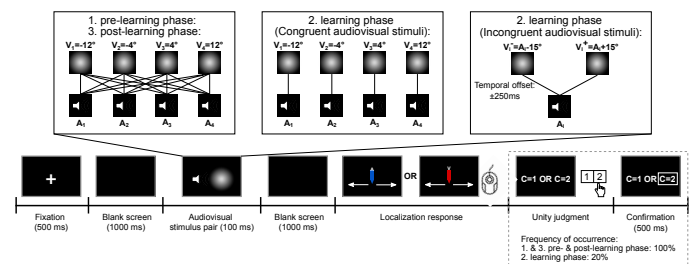 1. pre-learning phase:
3. post-learning phase:
V₁=-12° V₂=-4° V₃=4° V₄=12°
A₁ A₂ A₃ A₄
2. learning phase
(Congruent audiovisual stimuli):
V₁=-12° V₂=-4° V₃=4° V₄=12°
A₁ A₂ A₃ A₄
2. learning phase
(Incongruent audiovisual stimuli):
Vᵢ⁻=Aᵢ-15° Vᵢ⁺=Aᵢ+15°
Temporal offset:
±250ms
Aᵢ
OR
C=1 OR C=2
1 2
C=1 OR C=2
Fixation
(500 ms)
Blank screen
(1000 ms)
Audiovisual
stimulus pair (100 ms)
Blank screen
(1000 ms)
Localization response
Unity judgment
Confirmation
(500 ms)
Frequency of occurrence:
1. & 3. pre- & post-learning phase: 100%
2. learning phase: 20%